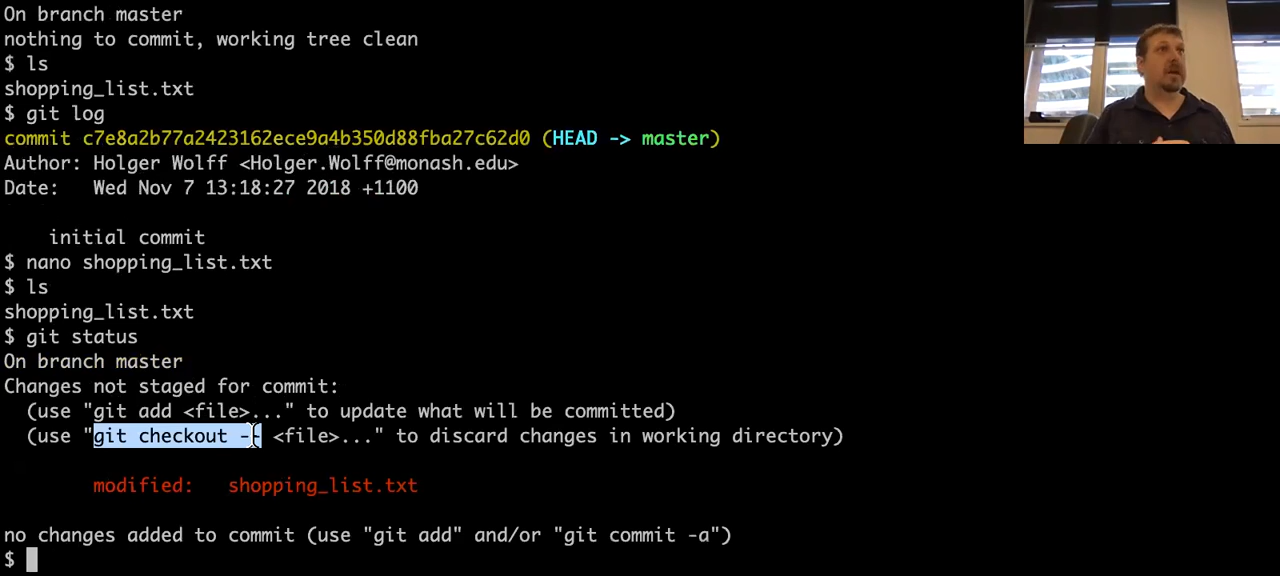 On branch master
nothing to commit, working tree clean
$ ls
shopping_list.txt
$ git log
commit c7e8a2b77a2423162ece9a4b350d88fba27c62d0 (HEAD -> master)
Author: Holger Wolff <Holger.Wolff@monash.edu>
Date:   Wed Nov 7 13:18:27 2018 +1100
    initial commit
$ nano shopping_list.txt
$ ls
shopping_list.txt
$ git status
On branch master
Changes not staged for commit:
  (use "git add <file>..." to update what will be committed)
  (use "git checkout -- <file>..." to discard changes in working directory)
        modified:   shopping_list.txt
no changes added to commit (use "git add" and/or "git commit -a")
$